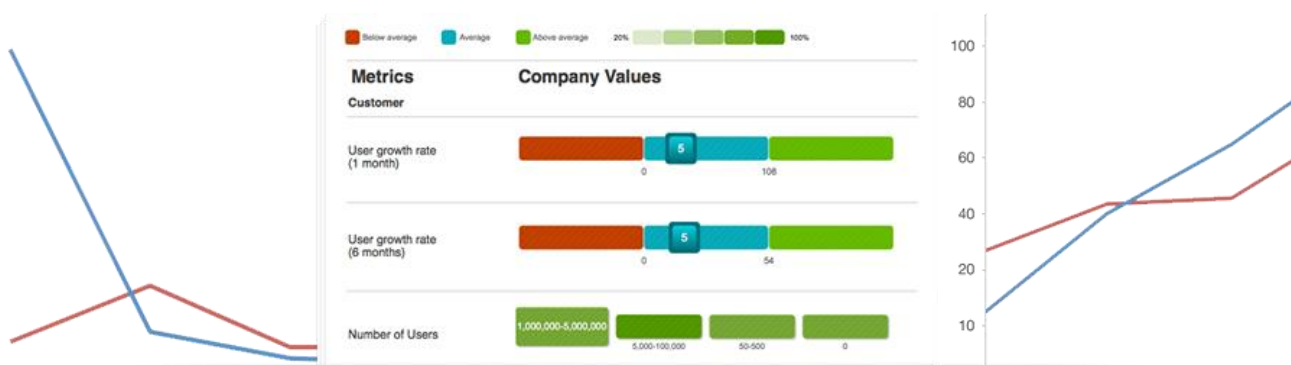 Below average Average Above average 20% 100%
Metrics Company Values
Customer
User growth rate
(1 month)
5
0 108
User growth rate
(6 months)
5
0 54
Number of Users
1,000,000-5,000,000
5,000-100,000 50-500 0
100
80
60
40
20
10